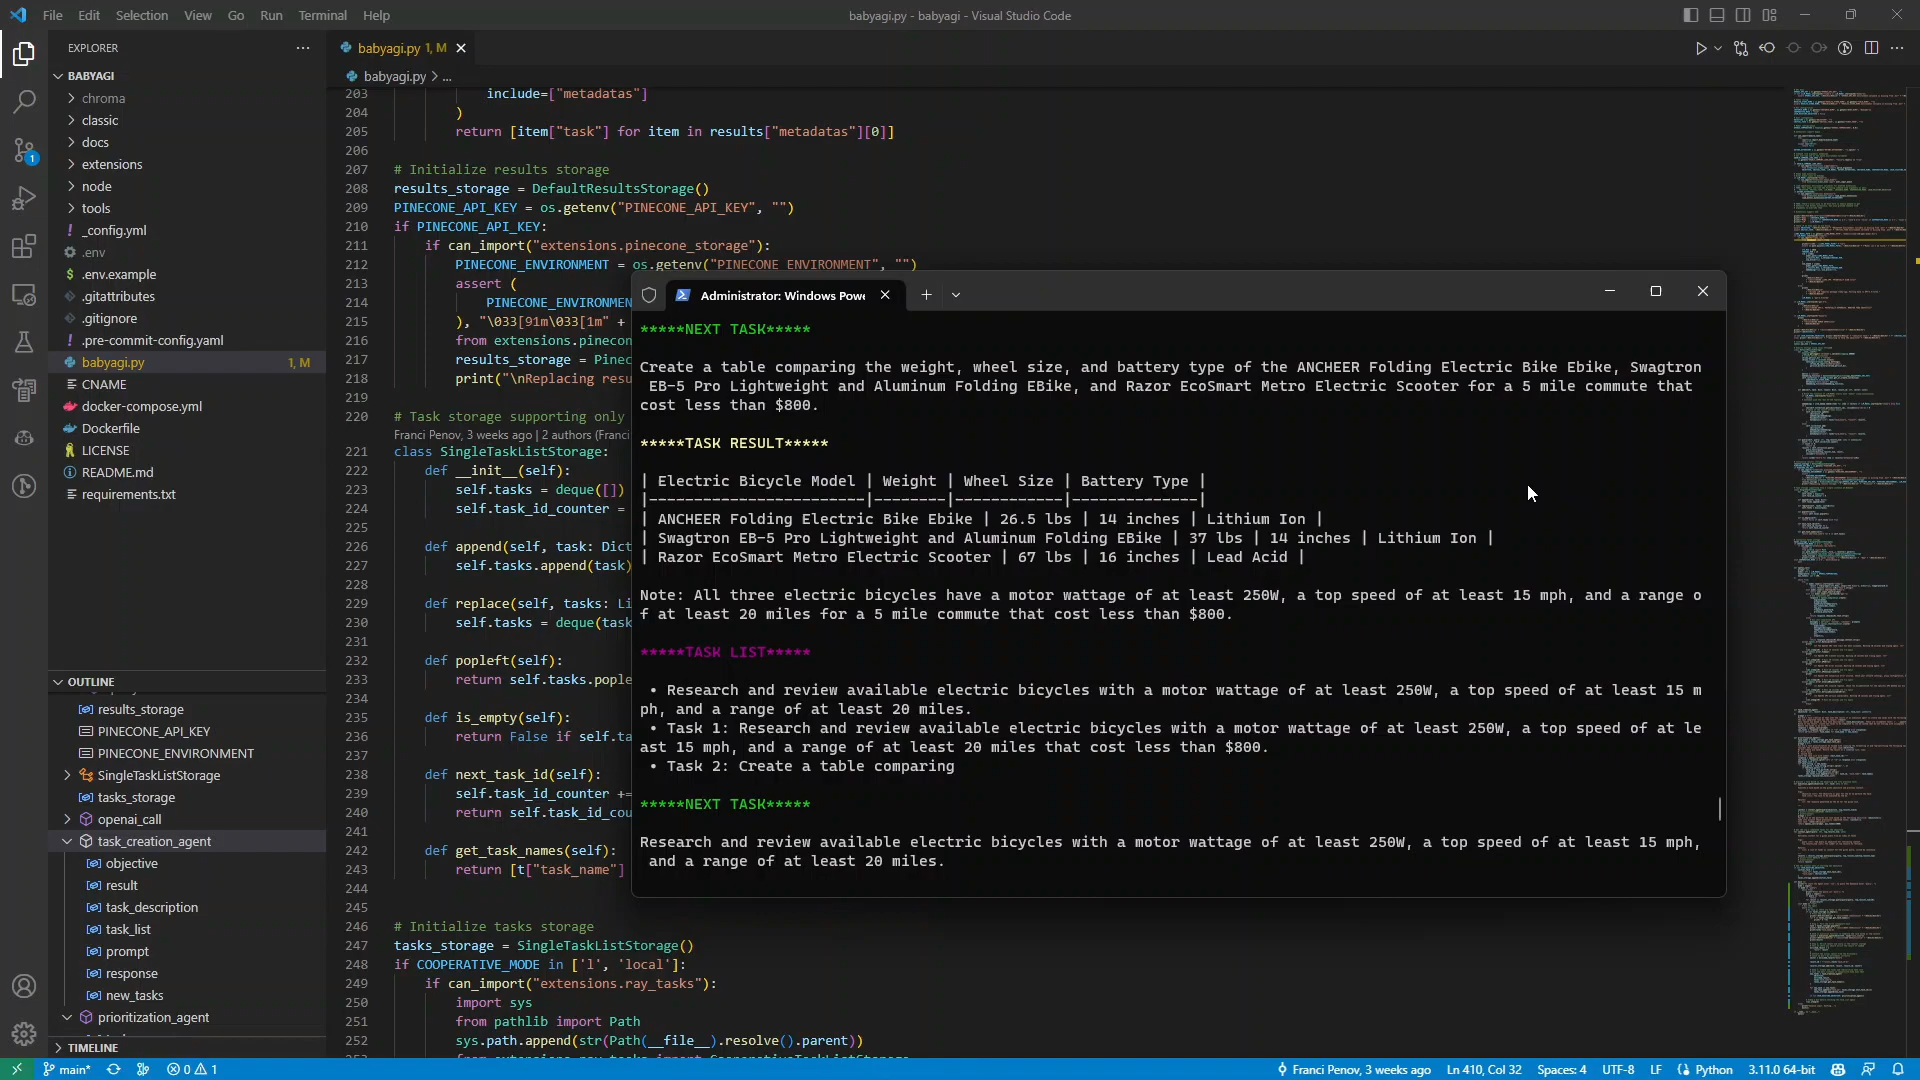 File Edit Selection View Go Run Terminal Help
babyagi.py - babyagi - Visual Studio Code
EXPLORER
babyagi.py 1, M
BABYAGI
babyagi.py > ...
chroma
classic
docs
extensions
node
tools
_config.yml
.env
.env.example
.gitattributes
.gitignore
.pre-commit-config.yaml
babyagi.py 1, M
CNAME
docker-compose.yml
Dockerfile
LICENSE
README.md
requirements.txt
OUTLINE
results_storage
PINECONE_API_KEY
PINECONE_ENVIRONMENT
SingleTaskListStorage
tasks_storage
openai_call
task_creation_agent
objective
result
task_description
task_list
prompt
response
new_tasks
prioritization_agent
TIMELINE
203 include=["metadatas"]
204 )
205 return [item["task"] for item in results["metadatas"][0]]
206
207 # Initialize results storage
208 results_storage = DefaultResultsStorage()
209 PINECONE_API_KEY = os.getenv("PINECONE_API_KEY", "")
210 if PINECONE_API_KEY:
211 if can_import("extensions.pinecone_storage"):
212 PINECONE_ENVIRONMENT = os.getenv("PINECONE_ENVIRONMENT", "")
213 assert (
214 PINECONE_ENVIRONMEN
215 ), "\033[91m\033[1m" +
216 from extensions.pinecon
217 results_storage = Pinec
218 print("\nReplacing resu
219
220 # Task storage supporting only
Franci Penov, 3 weeks ago | 2 authors (Franci
221 class SingleTaskListStorage:
222 def __init__(self):
223 self.tasks = deque([])
224 self.task_id_counter =
225
226 def append(self, task: Dict
227 self.tasks.append(task)
228
229 def replace(self, tasks: Li
230 self.tasks = deque(task
231
232 def popleft(self):
233 return self.tasks.pople
234
235 def is_empty(self):
236 return False if self.ta
237
238 def next_task_id(self):
239 self.task_id_counter +=
240 return self.task_id_cou
241
242 def get_task_names(self):
243 return [t["task_name"]
244
245
246 # Initialize tasks storage
247 tasks_storage = SingleTaskListStorage()
248 if COOPERATIVE_MODE in ['l', 'local']:
249 if can_import("extensions.ray_tasks"):
250 import sys
251 from pathlib import Path
252 sys.path.append(str(Path(__file__).resolve().parent))
Administrator: Windows Powe
*****NEXT TASK*****
Create a table comparing the weight, wheel size, and battery type of the ANCHEER Folding Electric Bike Ebike, Swagtron
EB-5 Pro Lightweight and Aluminum Folding EBike, and Razor EcoSmart Metro Electric Scooter for a 5 mile commute that
cost less than $800.
*****TASK RESULT*****
| Electric Bicycle Model | Weight | Wheel Size | Battery Type |
|------------------------|--------|------------|--------------|
| ANCHEER Folding Electric Bike Ebike | 26.5 lbs | 14 inches | Lithium Ion |
| Swagtron EB-5 Pro Lightweight and Aluminum Folding EBike | 37 lbs | 14 inches | Lithium Ion |
| Razor EcoSmart Metro Electric Scooter | 67 lbs | 16 inches | Lead Acid |
Note: All three electric bicycles have a motor wattage of at least 250W, a top speed of at least 15 mph, and a range o
f at least 20 miles for a 5 mile commute that cost less than $800.
*****TASK LIST*****
• Research and review available electric bicycles with a motor wattage of at least 250W, a top speed of at least 15 m
ph, and a range of at least 20 miles.
• Task 1: Research and review available electric bicycles with a motor wattage of at least 250W, a top speed of at le
ast 15 mph, and a range of at least 20 miles that cost less than $800.
• Task 2: Create a table comparing
*****NEXT TASK*****
Research and review available electric bicycles with a motor wattage of at least 250W, a top speed of at least 15 mph,
and a range of at least 20 miles.
main* 0 1
Franci Penov, 3 weeks ago Ln 410, Col 32 Spaces: 4 UTF-8 LF Python 3.11.0 64-bit